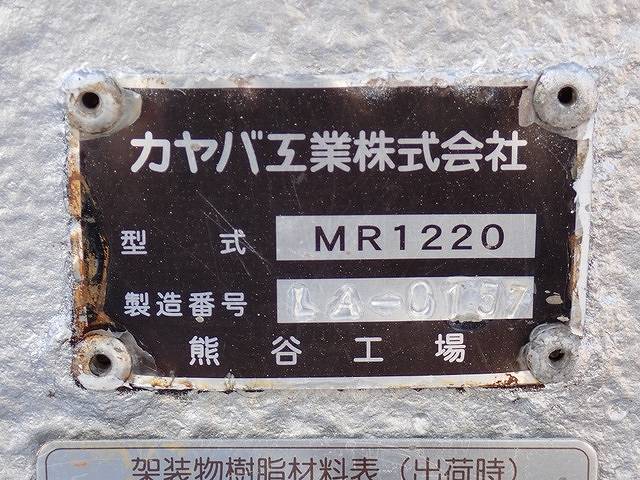 カヤバ工業株式会社
型 式 MR1220
製造番号 LA-0157
熊谷工場
架装物樹脂材料表(出荷時)